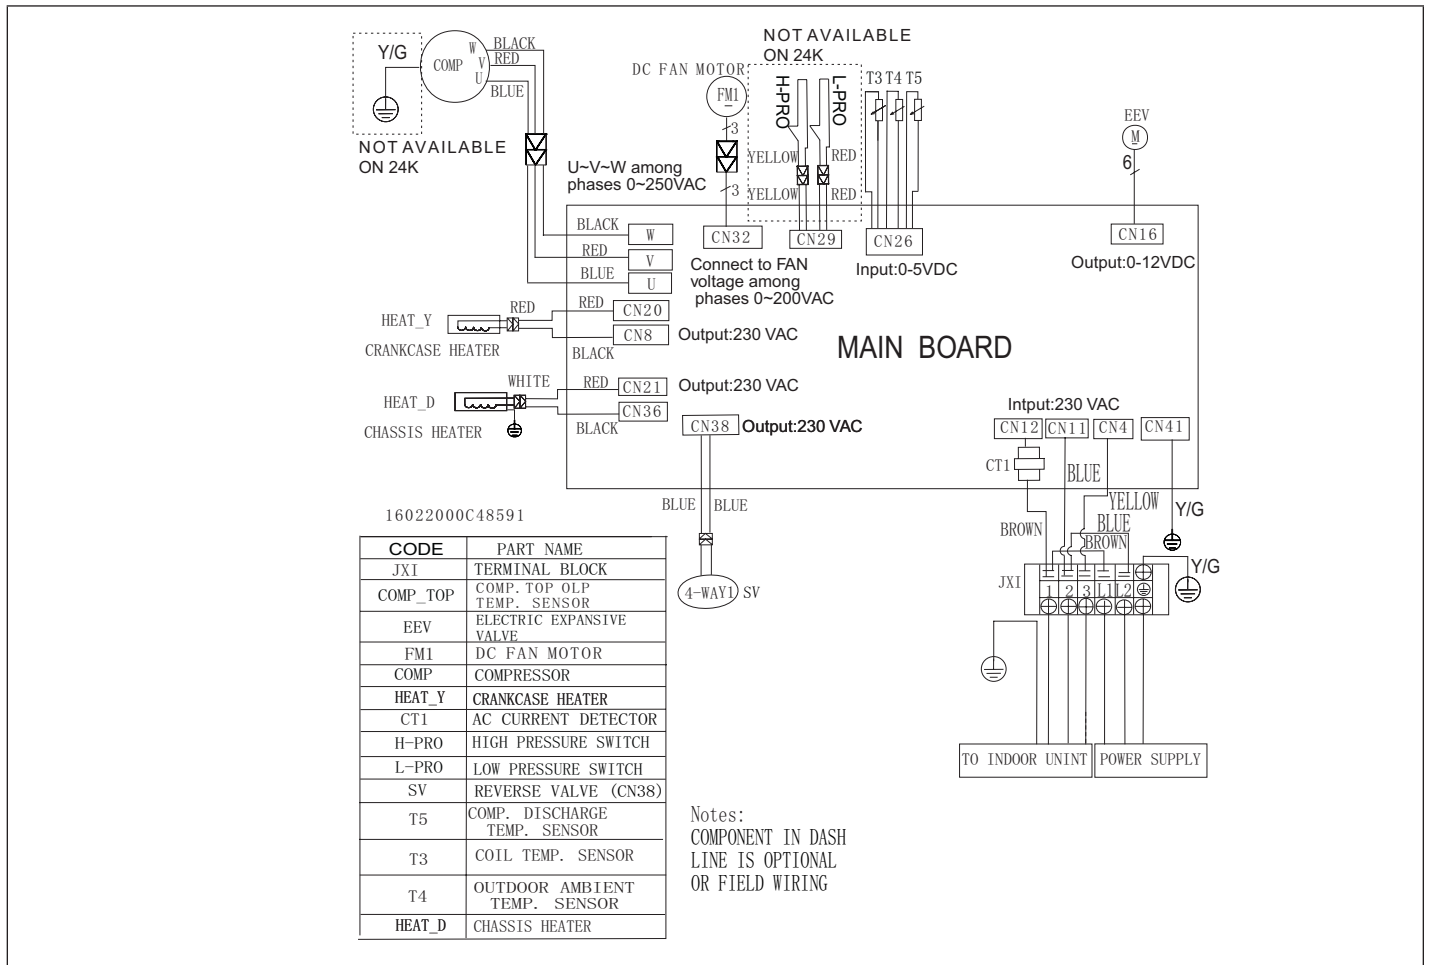 NOT AVAILABLE
ON 24K
Y/G
COMP
W
V
U
BLACK
RED
BLUE
NOT AVAILABLE
ON 24K
DC FAN MOTOR
FM1
3
3
H-PRO
L-PRO
YELLOW
RED
YELLOW
RED
T3 T4 T5
EEV
M
6
U~V~W among
phases 0~250VAC
BLACK
W
RED
V
BLUE
U
CN32
CN29
CN26
CN16
Connect to FAN
voltage among
phases 0~200VAC
Input:0-5VDC
Output:0-12VDC
HEAT_Y
CRANKCASE HEATER
RED
RED
CN20
CN8
BLACK
Output:230 VAC
MAIN BOARD
HEAT_D
CHASSIS HEATER
WHITE
RED
CN21
Output:230 VAC
CN36
BLACK
CN38
Output:230 VAC
BLUE
BLUE
4-WAY1
SV
Intput:230 VAC
CN12
CN11
CN4
CN41
CT1
BLUE
YELLOW
Y/G
BROWN
BLUE
BROWN
JX1
1 2 3 L1 L2
Y/G
TO INDOOR UNINT
POWER SUPPLY
16022000C48591
CODE PART NAME
JXI TERMINAL BLOCK
COMP_TOP COMP. TOP OLP
TEMP. SENSOR
EEV ELECTRIC EXPANSIVE
VALVE
FM1 DC FAN MOTOR
COMP COMPRESSOR
HEAT_Y CRANKCASE HEATER
CT1 AC CURRENT DETECTOR
H-PRO HIGH PRESSURE SWITCH
L-PRO LOW PRESSURE SWITCH
SV REVERSE VALVE (CN38)
T5 COMP. DISCHARGE
TEMP. SENSOR
T3 COIL TEMP. SENSOR
T4 OUTDOOR AMBIENT
TEMP. SENSOR
HEAT_D CHASSIS HEATER
Notes:
COMPONENT IN DASH
LINE IS OPTIONAL
OR FIELD WIRING